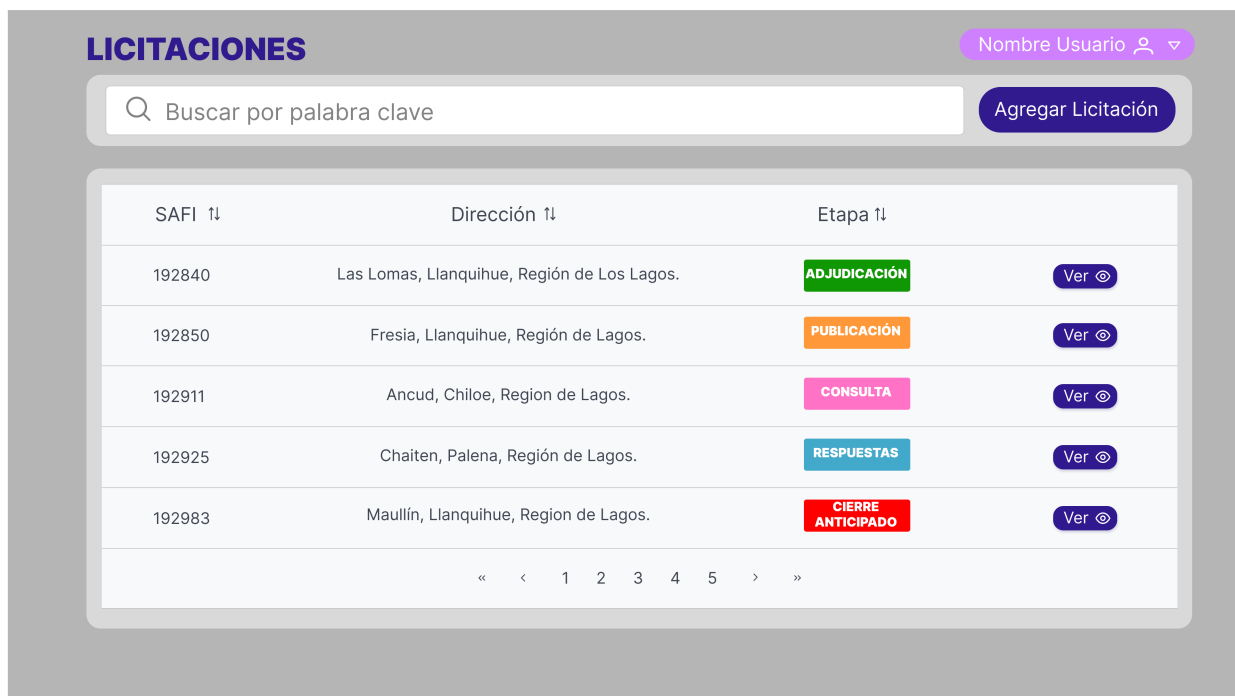 LICITACIONES
Nombre Usuario
Buscar por palabra clave
Agregar Licitación
SAFI Dirección Etapa
192840 Las Lomas, Llanquihue, Región de Los Lagos. ADJUDICACIÓN Ver
192850 Fresia, Llanquihue, Región de Lagos. PUBLICACIÓN Ver
192911 Ancud, Chiloe, Region de Lagos. CONSULTA Ver
192925 Chaiten, Palena, Región de Lagos. RESPUESTAS Ver
192983 Maullín, Llanquihue, Region de Lagos. CIERRE ANTICIPADO Ver
« ‹ 1 2 3 4 5 › »